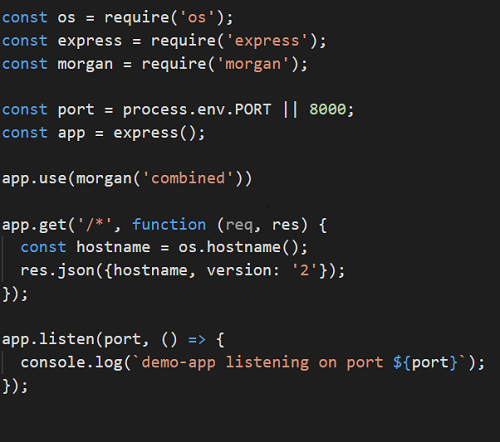 const os = require('os');
const express = require('express');
const morgan = require('morgan');
const port = process.env.PORT || 8000;
const app = express();
app.use(morgan('combined'))
app.get('/*', function (req, res) {
const hostname = os.hostname();
res.json({hostname, version: '2'});
});
app.listen(port, () => {
console.log(`demo-app listening on port ${port}`);
});